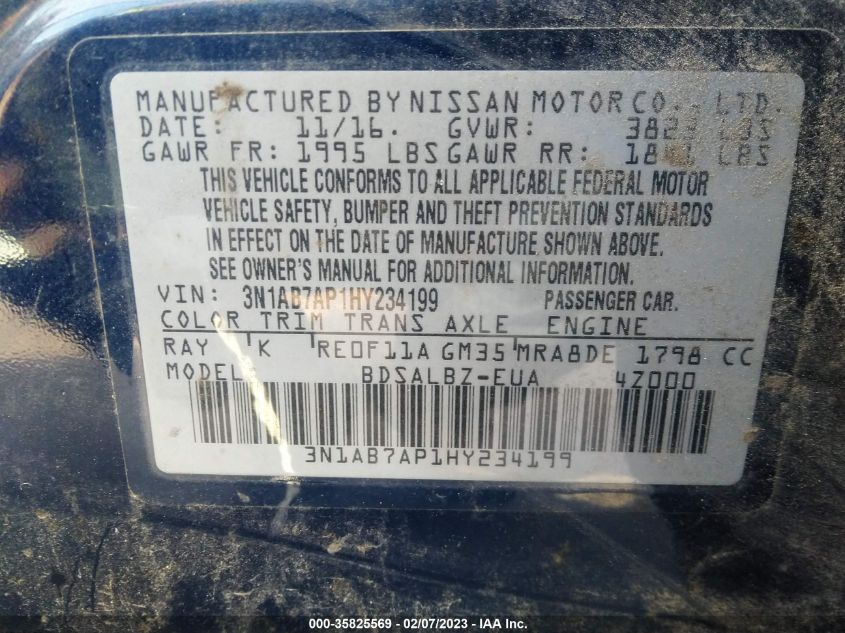 MANUFACTURED BY NISSAN MOTOR CO., LTD.
DATE: 11/16. GVWR: LBS
GAWR FR: 1995 LBS GAWR RR: LBS
THIS VEHICLE CONFORMS TO ALL APPLICABLE FEDERAL MOTOR
VEHICLE SAFETY, BUMPER AND THEFT PREVENTION STANDARDS
IN EFFECT ON THE DATE OF MANUFACTURE SHOWN ABOVE.
SEE OWNER'S MANUAL FOR ADDITIONAL INFORMATION.
VIN: 3N1AB7AP1HY234199 PASSENGER CAR.
COLOR TRIM TRANS AXLE ENGINE
RAY K RE0F11A GM35 MRA8DE 1798 CC
MODEL BDSALBZ-EUA 4Z000
3N1AB7AP1HY234199
000-35825569 — 02/07/2023 — IAA Inc.